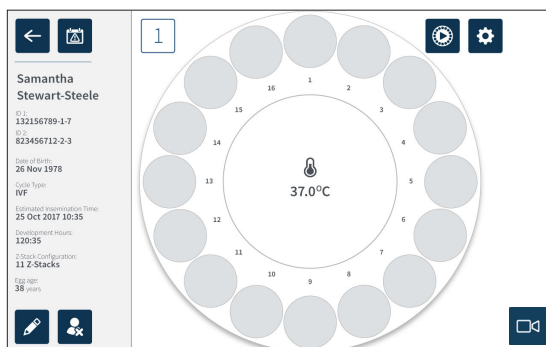 Samantha
Stewart-Steele
ID 1:
132156789-1-7
ID 2:
823456712-2-3
Date of Birth:
26 Nov 1978
Cycle Type:
IVF
Estimated Insemination Time:
25 Oct 2017 10:35
Development Hours:
120:35
Z-Stack Configuration:
11 Z-Stacks
Egg age:
38 years
1
1
2
3
4
5
6
7
8
9
10
11
12
13
14
15
16
37.0°C